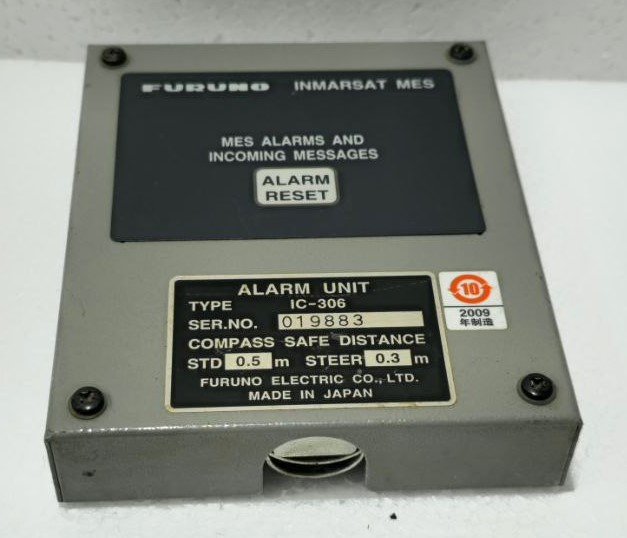 FURUNO INMARSAT MES
MES ALARMS AND
INCOMING MESSAGES
ALARM
RESET
ALARM UNIT
TYPE IC-306
SER.NO. 019883
COMPASS SAFE DISTANCE
STD 0.5 m STEER 0.3 m
FURUNO ELECTRIC CO., LTD.
MADE IN JAPAN
10
2009
年制造